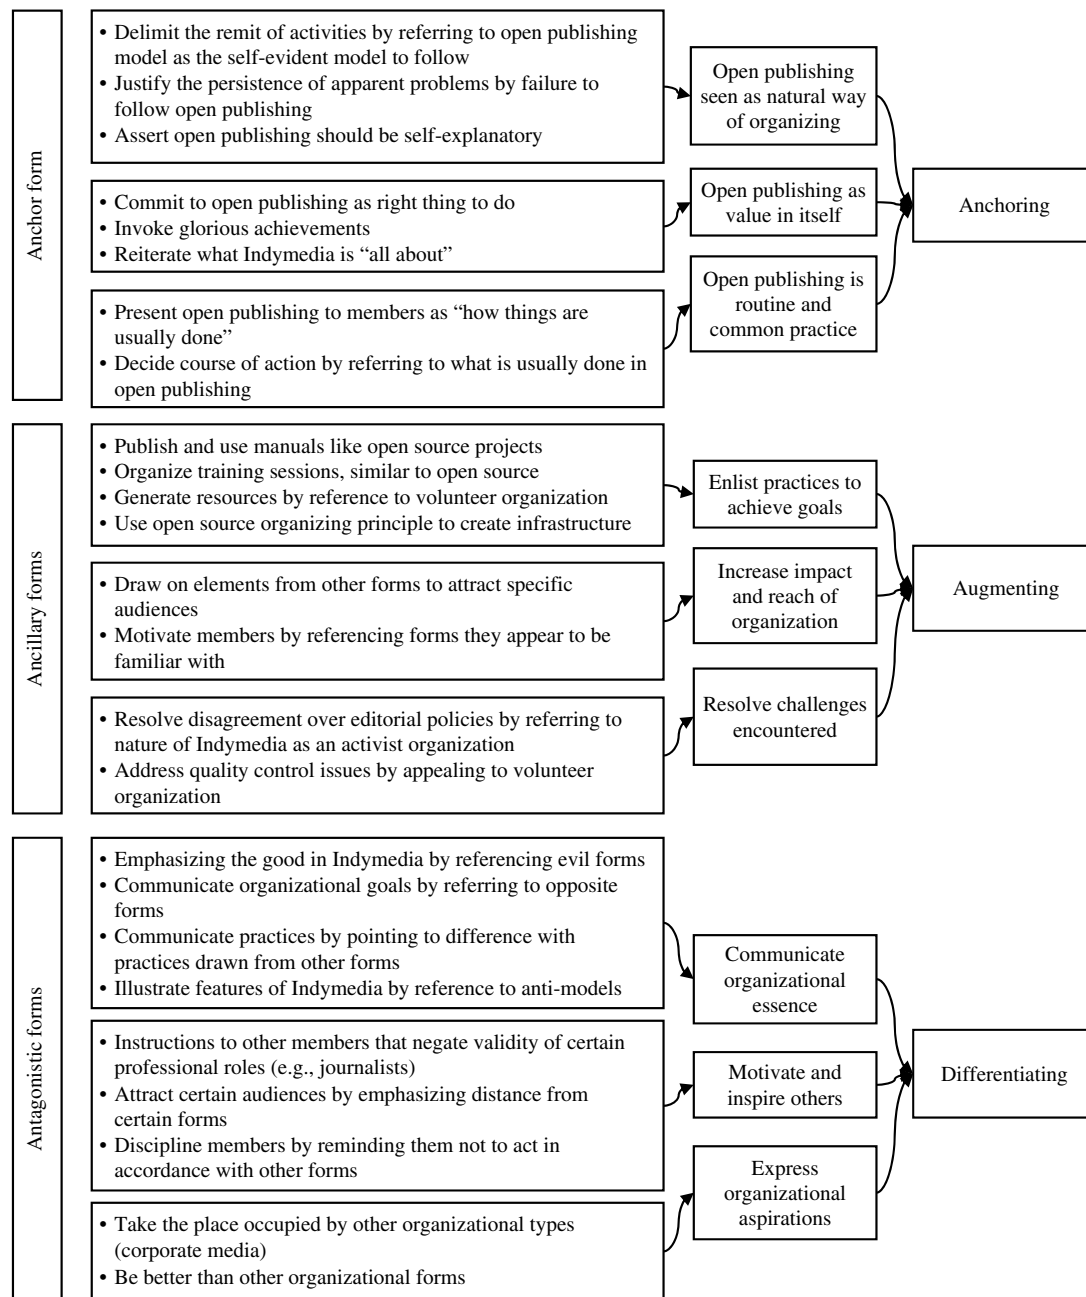 Anchor form
• Delimit the remit of activities by referring to open publishing
model as the self-evident model to follow
• Justify the persistence of apparent problems by failure to
follow open publishing
• Assert open publishing should be self-explanatory
Open publishing
seen as natural way
of organizing
• Commit to open publishing as right thing to do
• Invoke glorious achievements
• Reiterate what Indymedia is “all about”
Open publishing as
value in itself
• Present open publishing to members as “how things are
usually done”
• Decide course of action by referring to what is usually done in
open publishing
Open publishing is
routine and
common practice
Anchoring
Ancillary forms
• Publish and use manuals like open source projects
• Organize training sessions, similar to open source
• Generate resources by reference to volunteer organization
• Use open source organizing principle to create infrastructure
Enlist practices to
achieve goals
• Draw on elements from other forms to attract specific
audiences
• Motivate members by referencing forms they appear to be
familiar with
Increase impact
and reach of
organization
• Resolve disagreement over editorial policies by referring to
nature of Indymedia as an activist organization
• Address quality control issues by appealing to volunteer
organization
Resolve challenges
encountered
Augmenting
Antagonistic forms
• Emphasizing the good in Indymedia by referencing evil forms
• Communicate organizational goals by referring to opposite
forms
• Communicate practices by pointing to difference with
practices drawn from other forms
• Illustrate features of Indymedia by reference to anti-models
Communicate
organizational
essence
• Instructions to other members that negate validity of certain
professional roles (e.g., journalists)
• Attract certain audiences by emphasizing distance from
certain forms
• Discipline members by reminding them not to act in
accordance with other forms
Motivate and
inspire others
• Take the place occupied by other organizational types
(corporate media)
• Be better than other organizational forms
Express
organizational
aspirations
Differentiating